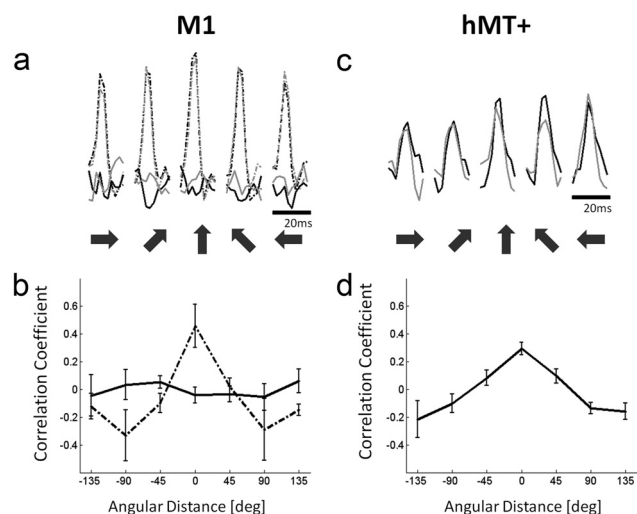 M1
hMT+
a
c
20ms
20ms
b
d
Correlation Coefficient
0.6
0.4
0.2
0
-0.2
-0.4
-135 -90 -45 0 45 90 135
Angular Distance [deg]
Correlation Coefficient
0.6
0.4
0.2
0
-0.2
-0.4
-135 -90 -45 0 45 90 135
Angular Distance [deg]